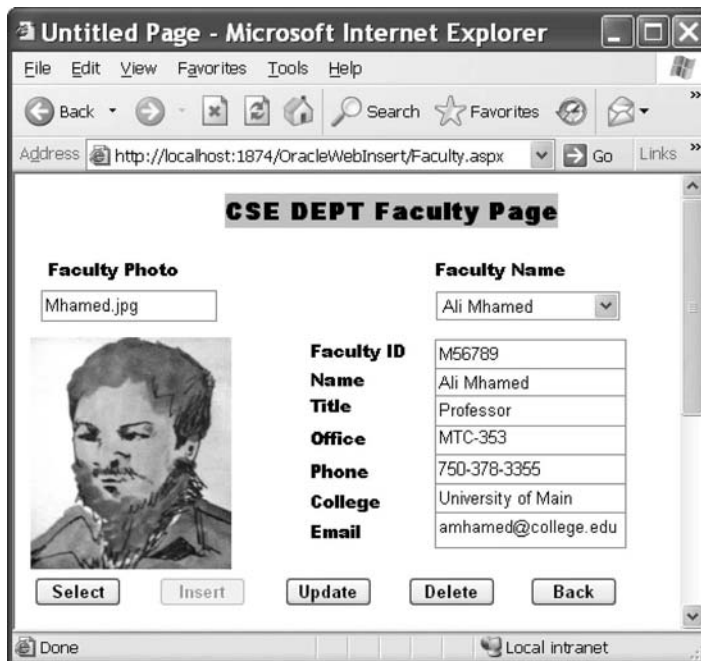 Untitled Page - Microsoft Internet Explorer
File Edit View Favorites Tools Help
Back Search Favorites
Address http://localhost:1874/OracleWebInsert/Faculty.aspx Go Links
CSE DEPT Faculty Page
Faculty Photo Faculty Name
Mhamed.jpg Ali Mhamed
Faculty ID M56789
Name Ali Mhamed
Title Professor
Office MTC-353
Phone 750-378-3355
College University of Main
Email amhamed@college.edu
Select Insert Update Delete Back
Done Local intranet